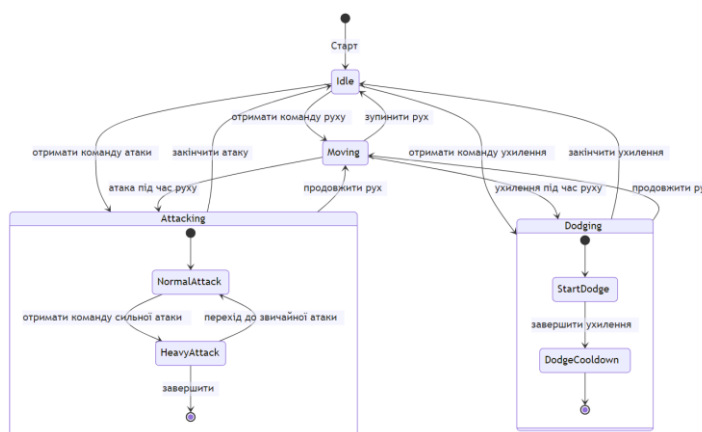 Старт
Idle
отримати команду руху
зупинити рух
отримати команду атаки
закінчити атаку
Moving
отримати команду ухилення
закінчити ухилення
атака під час руху
продовжити рух
ухилення під час руху
продовжити ру
Attacking
Dodging
NormalAttack
StartDodge
отримати команду сильної атаки
перехід до звичайної атаки
завершити ухилення
HeavyAttack
DodgeCooldown
завершити